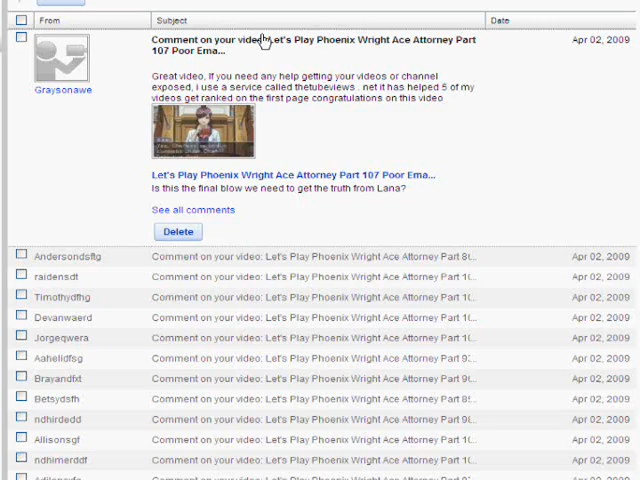 From Subject Date
Comment on your video: Let's Play Phoenix Wright Ace Attorney Part Apr 02, 2009
107 Poor Ema...
Graysonawe
Great video, If you need any help getting your videos or channel
exposed, i use a service called thetubeviews . net it has helped 5 of my
videos get ranked on the first page congratulations on this video
Let's Play Phoenix Wright Ace Attorney Part 107 Poor Ema...
Is this the final blow we need to get the truth from Lana?
See all comments
Delete
Andersondsftg Comment on your video: Let's Play Phoenix Wright Ace Attorney Part Apr 02, 2009
raidensdt Comment on your video: Let's Play Phoenix Wright Ace Attorney Part Apr 02, 2009
Timothydfhg Comment on your video: Let's Play Phoenix Wright Ace Attorney Part Apr 02, 2009
Devanwaerd Comment on your video: Let's Play Phoenix Wright Ace Attorney Part Apr 02, 2009
Jorgeqwera Comment on your video: Let's Play Phoenix Wright Ace Attorney Part Apr 02, 2009
Aahelidfsg Comment on your video: Let's Play Phoenix Wright Ace Attorney Part Apr 02, 2009
Brayandfxt Comment on your video: Let's Play Phoenix Wright Ace Attorney Part Apr 02, 2009
Betsydsfh Comment on your video: Let's Play Phoenix Wright Ace Attorney Part Apr 02, 2009
ndhirdedd Comment on your video: Let's Play Phoenix Wright Ace Attorney Part Apr 02, 2009
Allisonsgf Comment on your video: Let's Play Phoenix Wright Ace Attorney Part Apr 02, 2009
ndhimerddf Comment on your video: Let's Play Phoenix Wright Ace Attorney Part Apr 02, 2009